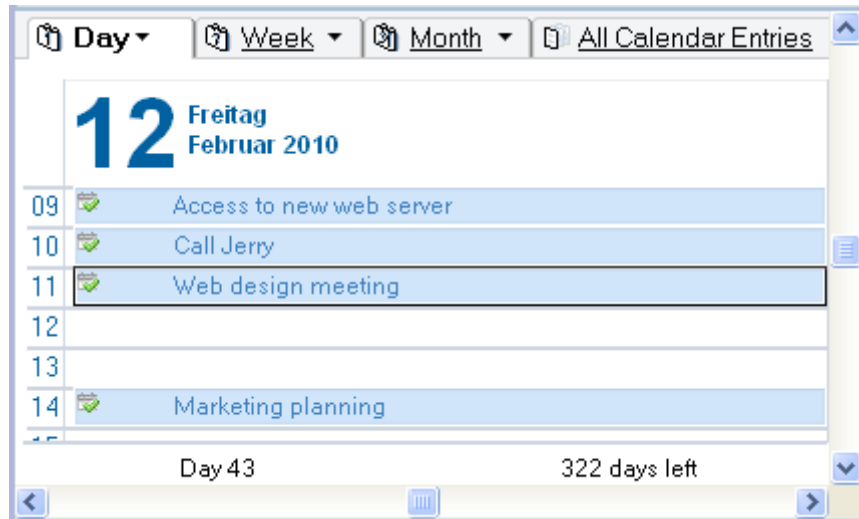 Day Week Month All Calendar Entries
12 Freitag
Februar 2010
09 Access to new web server
10 Call Jerry
11 Web design meeting
12
13
14 Marketing planning
Day 43 322 days left